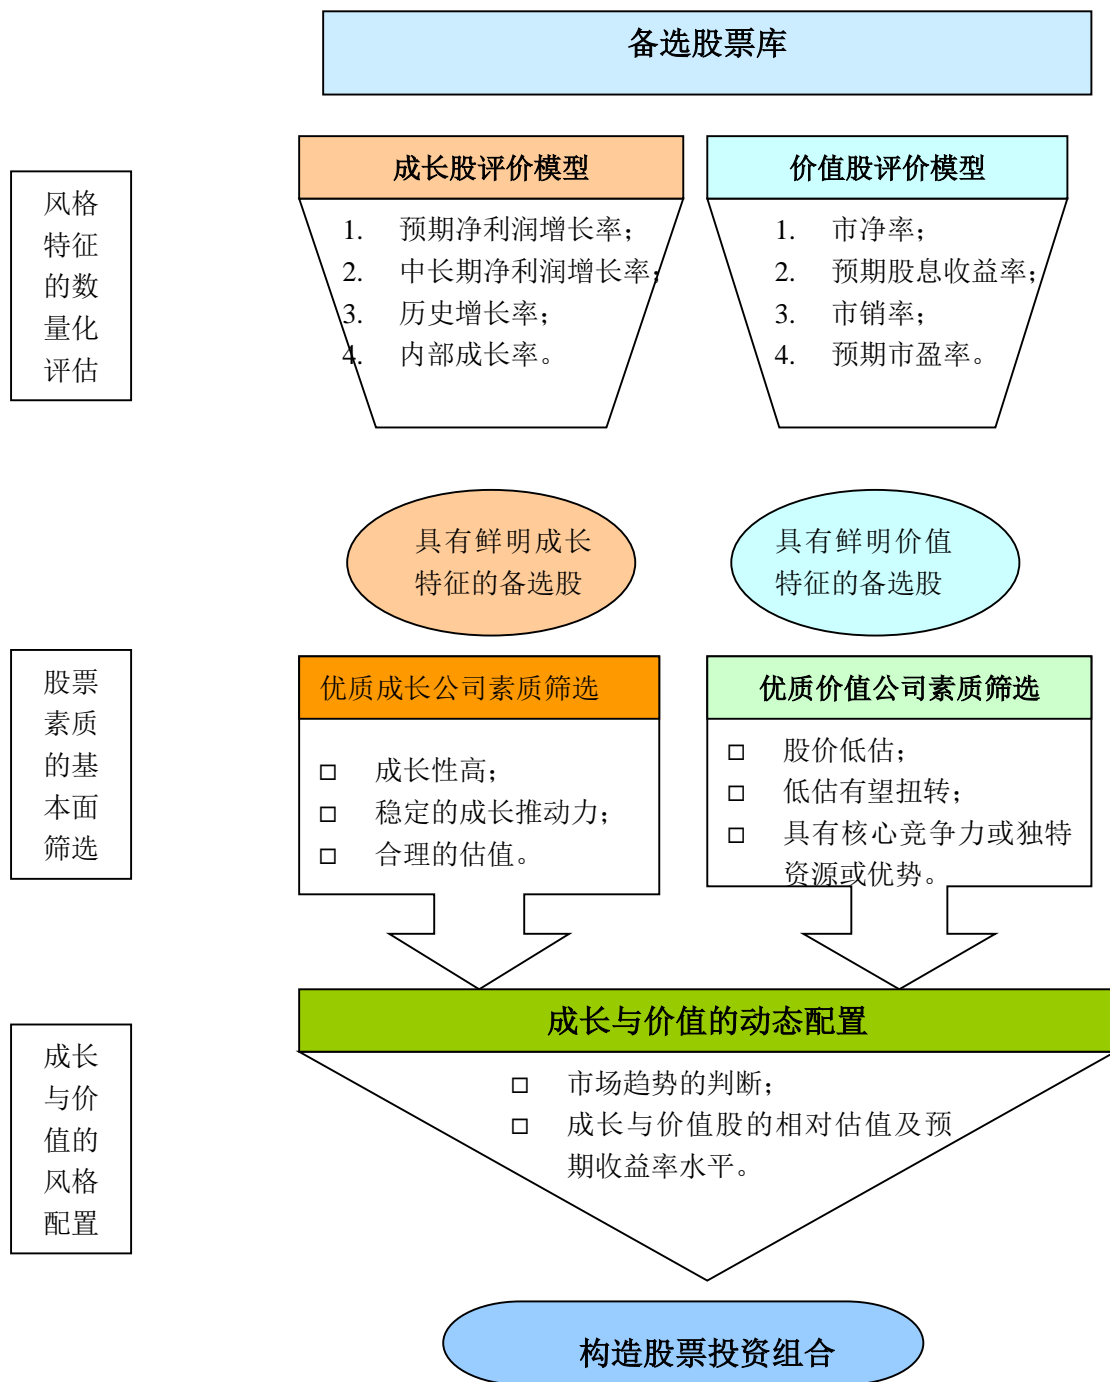 备选股票库
成长股评价模型
价值股评价模型
风格
特征
的数
量化
评估
1. 预期净利润增长率；
2. 中长期净利润增长率；
3. 历史增长率；
4. 内部成长率。
1. 市净率；
2. 预期股息收益率；
3. 市销率；
4. 预期市盈率。
具有鲜明成长
特征的备选股
具有鲜明价值
特征的备选股
股票
素质
的基
本面
筛选
优质成长公司素质筛选
□ 成长性高；
□ 稳定的成长推动力；
□ 合理的估值。
优质价值公司素质筛选
□ 股价低估；
□ 低估有望扭转；
□ 具有核心竞争力或独特
资源或优势。
成长
与价
值的
风格
配置
成长与价值的动态配置
□ 市场趋势的判断；
□ 成长与价值股的相对估值及预
期收益率水平。
构造股票投资组合